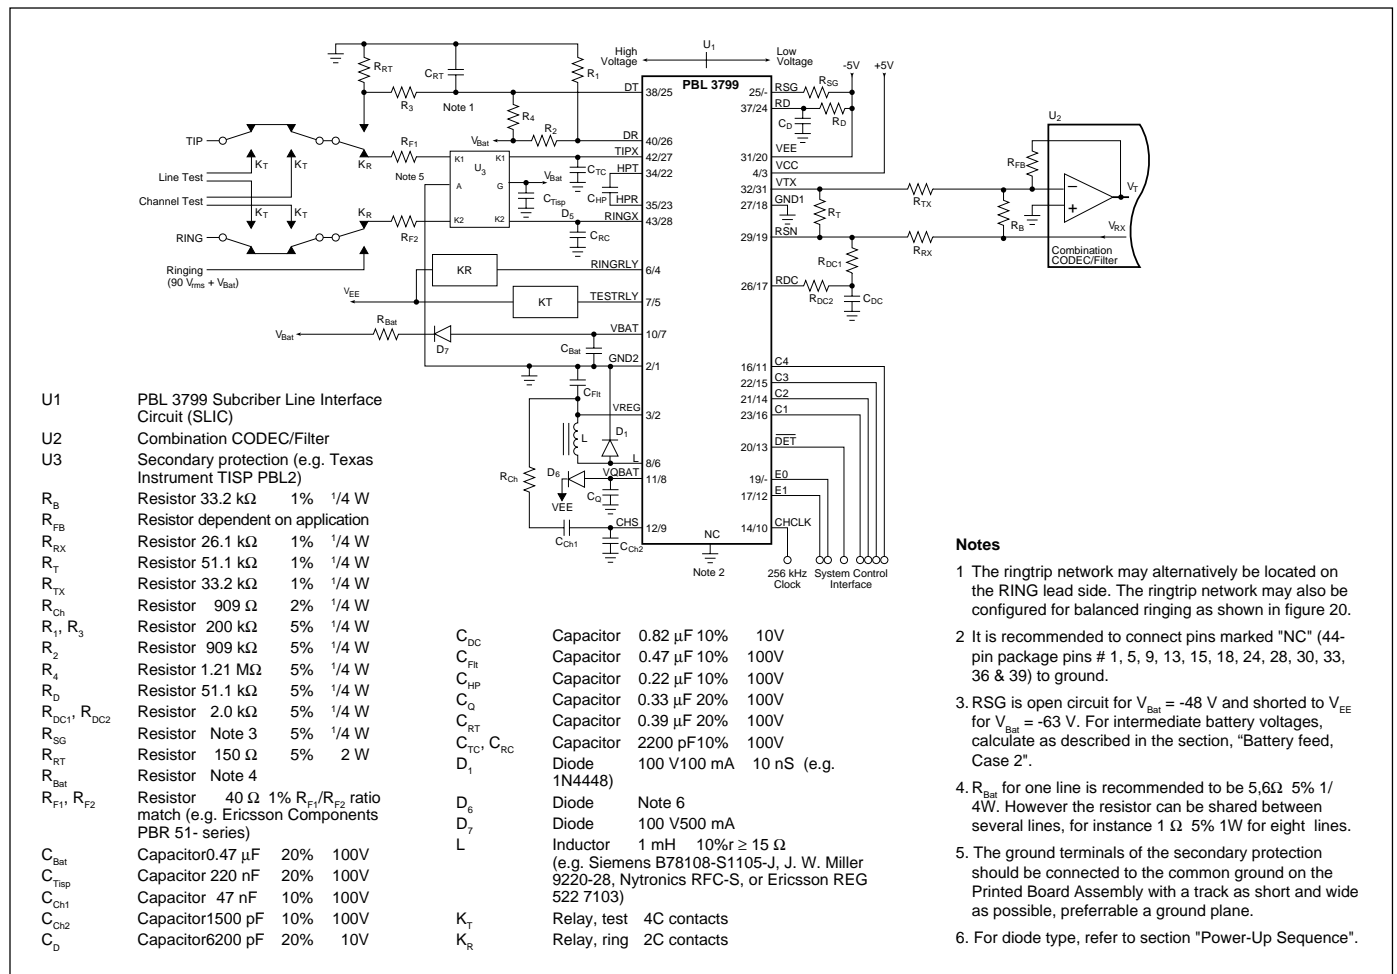 High
Voltage
U1
Low
Voltage
-5V +5V
PBL 3799
RRT
CRT
R1
R3
Note 1
R4
R2
VBat
DT 38/25
DR 40/26
TIPX 42/27
HPT 34/22
HPR 35/23
RINGX 43/28
RINGRLY 6/4
TESTRLY 7/5
VBAT 10/7
GND2 2/1
VREG 3/2
L 8/6
VQBAT 11/8
CHS 12/9
NC
Note 2
25/- RSG
37/24 RD
31/20 VEE
4/3 VCC
32/31 VTX
27/18 GND1
29/19 RSN
26/17 RDC
16/11 C4
22/15 C3
21/14 C2
23/16 C1
20/13 DET
19/- E0
17/12 E1
14/10 CHCLK
256 kHz
Clock
System Control
Interface
RSG
RD
CD
RT
RTX
RRX
RB
RFB
RDC1
RDC2
CDC
U2
VT
VRX
− +
Combination
CODEC/Filter
TIP
KT KT KR
Line Test
Channel Test
KT KT KR
RING
Ringing
(90 Vrms + VBat)
RF1
Note 5
RF2
K1 K1
U3
A G
K2 K2
VBat
CTisp
D5
CTC
CHP
CRC
KR
VEE
KT
VBat
RBat
D7
CBat
CFlt
L
D1
RCh
D6
VEE
CQ
CCh1
CCh2
U1 PBL 3799 Subcriber Line Interface
Circuit (SLIC)
U2 Combination CODEC/Filter
U3 Secondary protection (e.g. Texas
Instrument TISP PBL2)
RB Resistor 33.2 kΩ 1% 1/4 W
RFB Resistor dependent on application
RRX Resistor 26.1 kΩ 1% 1/4 W
RT Resistor 51.1 kΩ 1% 1/4 W
RTX Resistor 33.2 kΩ 1% 1/4 W
RCh Resistor 909 Ω 2% 1/4 W
R1, R3 Resistor 200 kΩ 5% 1/4 W
R2 Resistor 909 kΩ 5% 1/4 W
R4 Resistor 1.21 MΩ 5% 1/4 W
RD Resistor 51.1 kΩ 5% 1/4 W
RDC1, RDC2 Resistor 2.0 kΩ 5% 1/4 W
RSG Resistor Note 3 5% 1/4 W
RRT Resistor 150 Ω 5% 2 W
RBat Resistor Note 4
RF1, RF2 Resistor 40 Ω 1% RF1/RF2 ratio
match (e.g. Ericsson Components
PBR 51- series)
CBat Capacitor0.47 μF 20% 100V
CTisp Capacitor 220 nF 20% 100V
CCh1 Capacitor 47 nF 10% 100V
CCh2 Capacitor1500 pF 10% 100V
CD Capacitor6200 pF 20% 10V
CDC Capacitor 0.82 μF 10% 10V
CFlt Capacitor 0.47 μF 10% 100V
CHP Capacitor 0.22 μF 10% 100V
CQ Capacitor 0.33 μF 20% 100V
CRT Capacitor 0.39 μF 20% 100V
CTC, CRC Capacitor 2200 pF10% 100V
D1 Diode 100 V100 mA 10 nS (e.g.
1N4448)
D6 Diode Note 6
D7 Diode 100 V500 mA
L Inductor 1 mH 10%r ≥ 15 Ω
(e.g. Siemens B78108-S1105-J, J. W. Miller
9220-28, Nytronics RFC-S, or Ericsson REG
522 7103)
KT Relay, test 4C contacts
KR Relay, ring 2C contacts
Notes
1 The ringtrip network may alternatively be located on
the RING lead side. The ringtrip network may also be
configured for balanced ringing as shown in figure 20.
2 It is recommended to connect pins marked "NC" (44-
pin package pins # 1, 5, 9, 13, 15, 18, 24, 28, 30, 33,
36 & 39) to ground.
3. RSG is open circuit for VBat = -48 V and shorted to VEE
for VBat = -63 V. For intermediate battery voltages,
calculate as described in the section, “Battery feed,
Case 2".
4. RBat for one line is recommended to be 5,6Ω 5% 1/
4W. However the resistor can be shared between
several lines, for instance 1 Ω 5% 1W for eight lines.
5. The ground terminals of the secondary protection
should be connected to the common ground on the
Printed Board Assembly with a track as short and wide
as possible, preferrable a ground plane.
6. For diode type, refer to section "Power-Up Sequence".